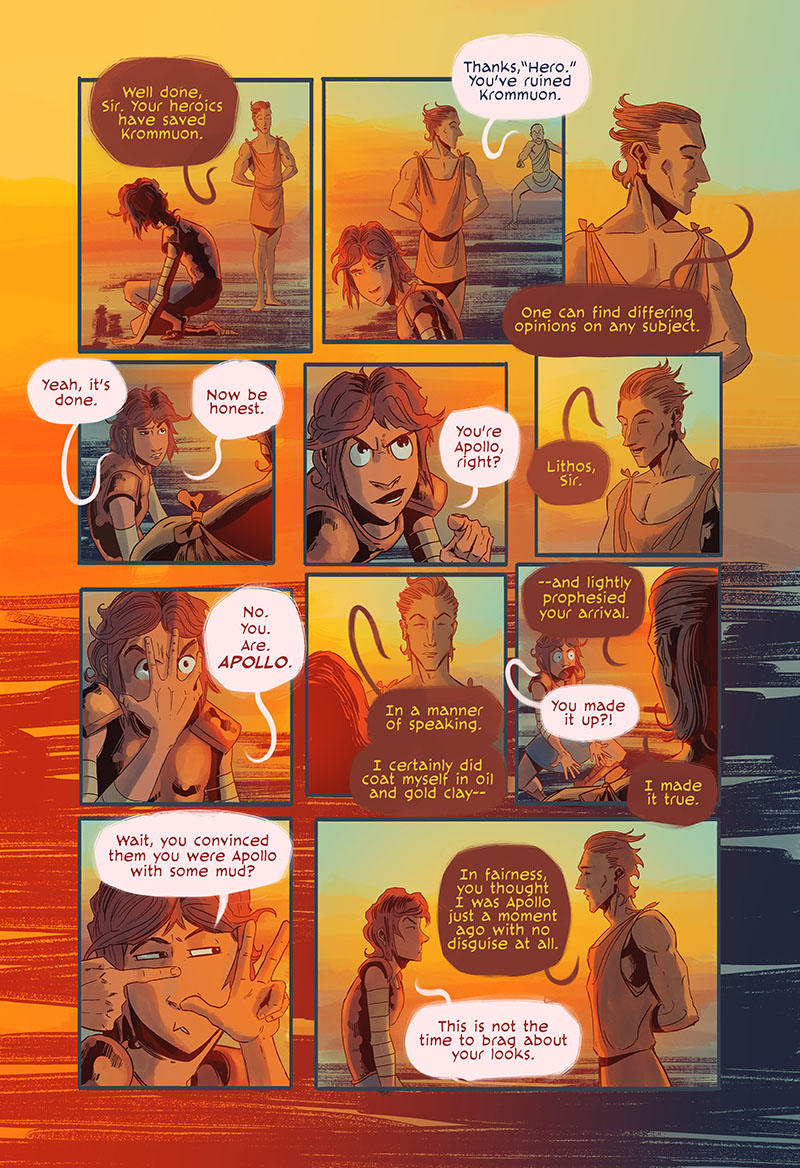 Well done,
Sir. Your heroics
have saved
Krommuon.
Thanks, "Hero."
You've ruined
Krommuon.
One can find differing
opinions on any subject.
Yeah, it's
done.
Now be
honest.
You're
Apollo,
right?
Lithos,
Sir.
No.
You.
Are.
APOLLO.
In a manner
of speaking.
I certainly did
coat myself in oil
and gold clay--
--and lightly
prophesied
your arrival.
You made
it up?!
I made
it true.
Wait, you convinced
them you were Apollo
with some mud?
In fairness,
you thought
I was Apollo
just a moment
ago with no
disguise at all.
This is not the
time to brag about
your looks.